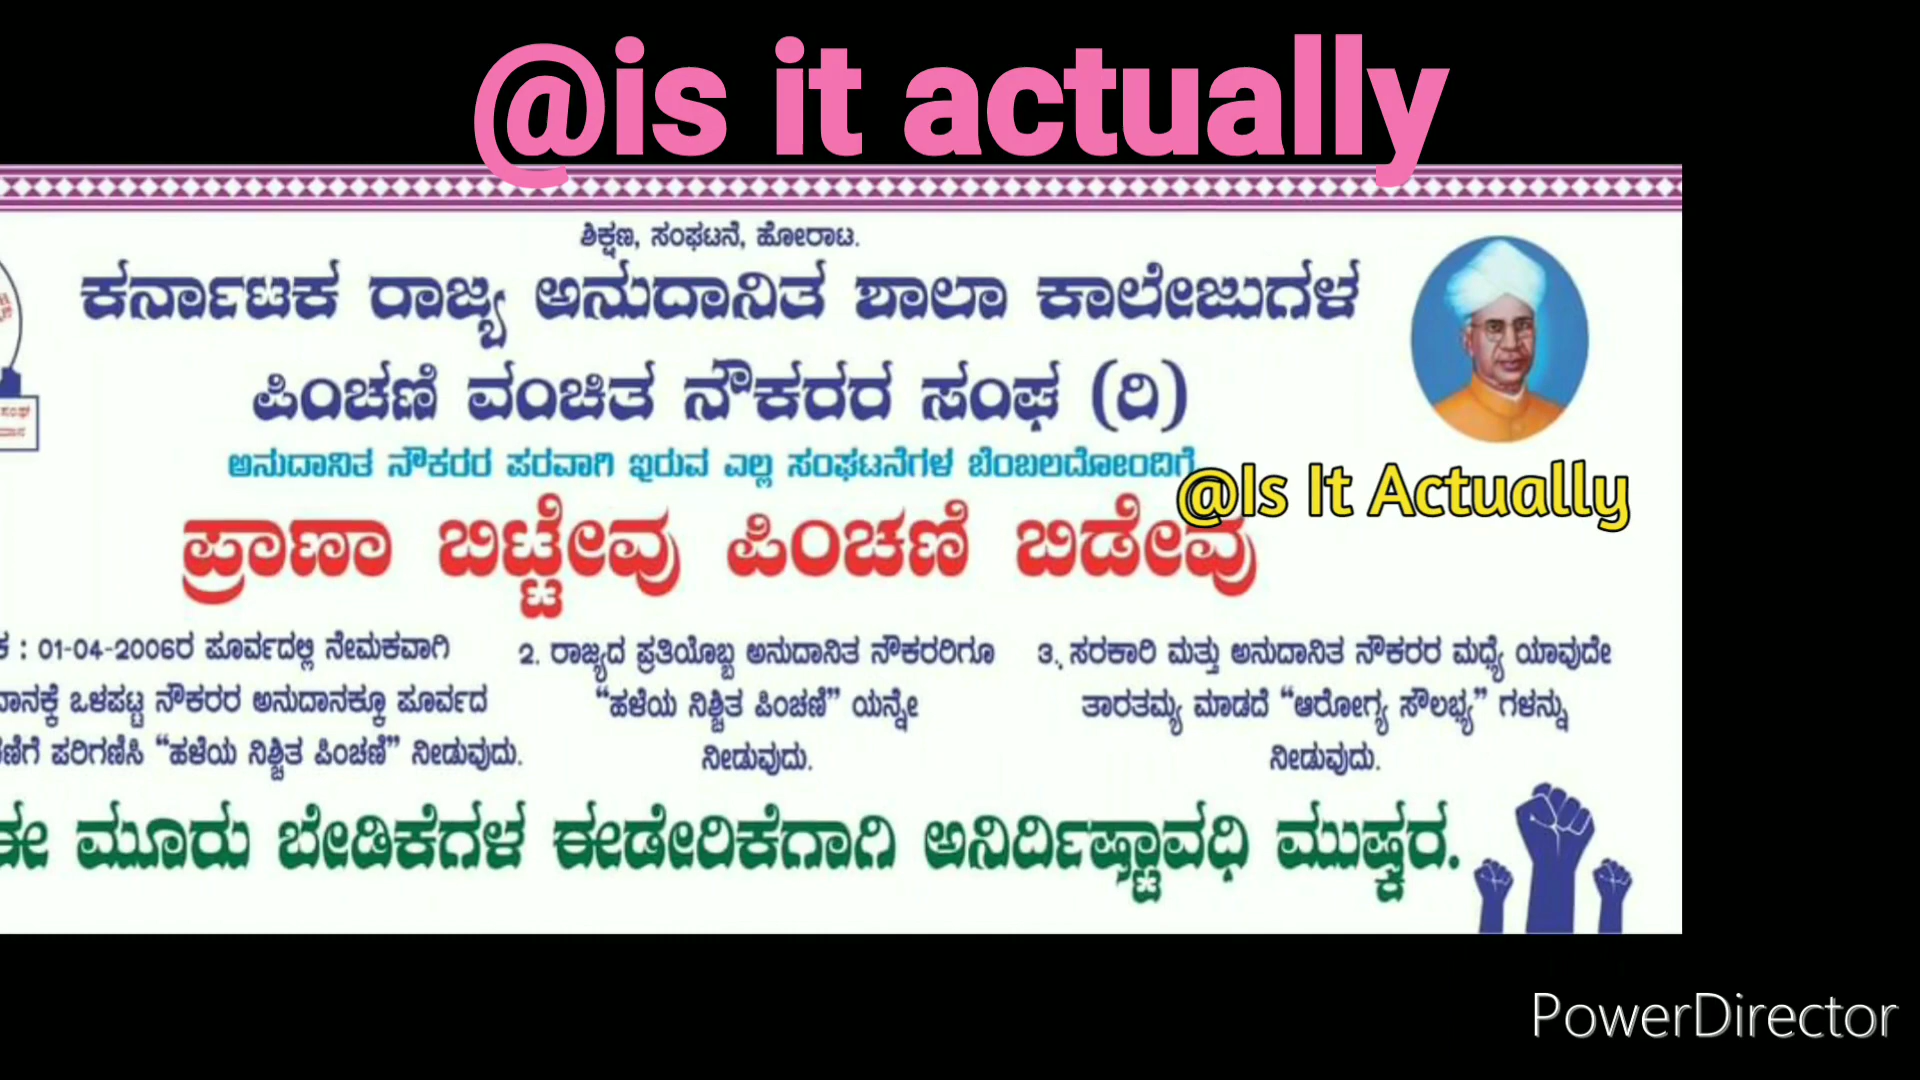 @is it actually
ಶಿಕ್ಷಣ, ಸಂಘಟನೆ, ಹೋರಾಟ.
ಕರ್ನಾಟಕ ರಾಜ್ಯ ಅನುದಾನಿತ ಶಾಲಾ ಕಾಲೇಜುಗಳ
ಪಿಂಚಣಿ ವಂಚಿತ ನೌಕರರ ಸಂಘ (ರಿ)
ಅನುದಾನಿತ ನೌಕರರ ಪರವಾಗಿ ಇರುವ ಎಲ್ಲ ಸಂಘಟನೆಗಳ ಬೆಂಬಲದೋಂದಿಗೆ
@Is It Actually
ಪ್ರಾಣಾ ಬಿಟ್ಟೇವು ಪಿಂಚಣಿ ಬಿಡೇವು
: 01-04-2006ರ ಪೂರ್ವದಲ್ಲಿ ನೇಮಕವಾಗಿ
ಒಳಪಟ್ಟ ನೌಕರರ ಅನುದಾನಕ್ಕೂ ಪೂರ್ವದ
ಪರಿಗಣಿಸಿ “ಹಳೆಯ ನಿಶ್ಚಿತ ಪಿಂಚಣಿ” ನೀಡುವುದು.
2. ರಾಜ್ಯದ ಪ್ರತಿಯೊಬ್ಬ ಅನುದಾನಿತ ನೌಕರರಿಗೂ
“ಹಳೆಯ ನಿಶ್ಚಿತ ಪಿಂಚಣಿ” ಯನ್ನೇ
ನೀಡುವುದು.
3. ಸರಕಾರಿ ಮತ್ತು ಅನುದಾನಿತ ನೌಕರರ ಮಧ್ಯೆ ಯಾವುದೇ
ತಾರತಮ್ಯ ಮಾಡದೆ “ಆರೋಗ್ಯ ಸೌಲಭ್ಯ” ಗಳನ್ನು
ನೀಡುವುದು.
ಈ ಮೂರು ಬೇಡಿಕೆಗಳ ಈಡೇರಿಕೆಗಾಗಿ ಅನಿರ್ದಿಷ್ಟಾವಧಿ ಮುಷ್ಕರ.
PowerDirector